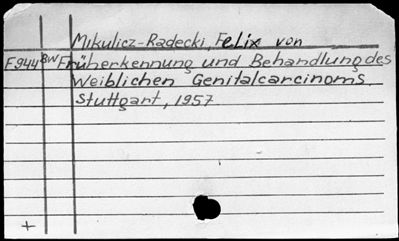 Mikulicz-Radecki, Felix von
F944 BW Früherkennung und Behandlung des
Weiblichen Genitalcarcinoms.
Stuttgart, 1957
+